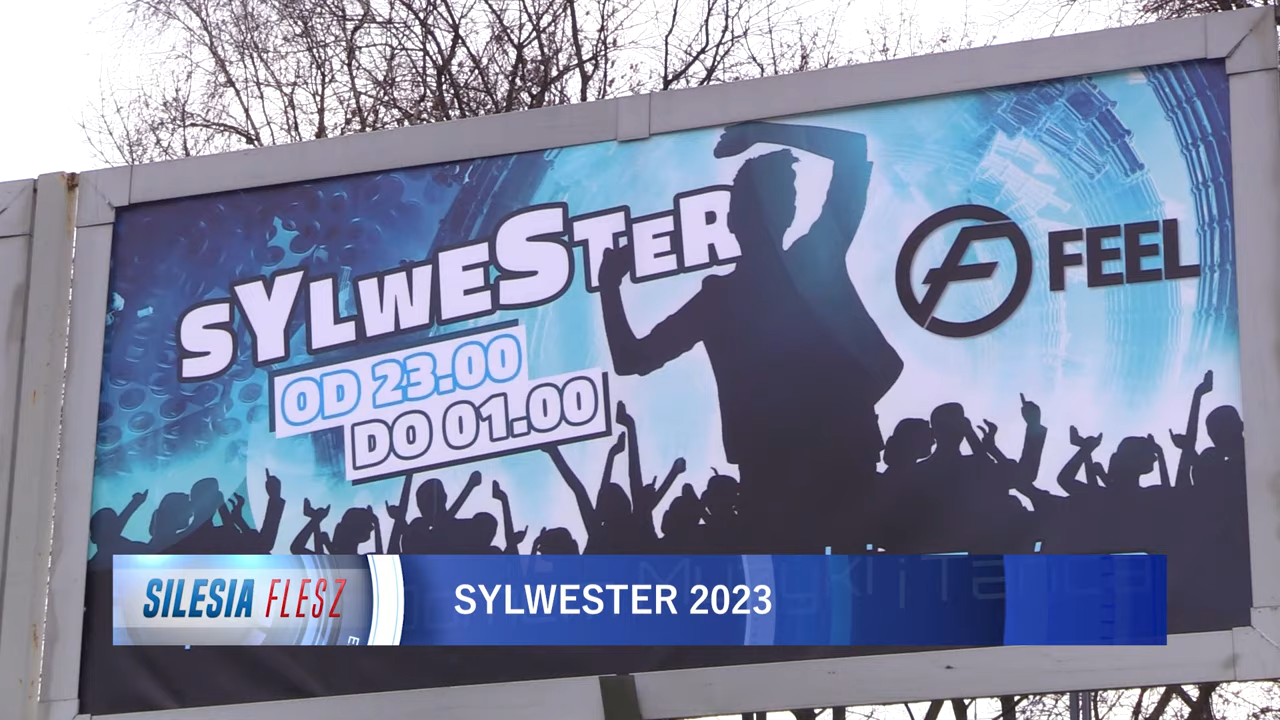 SYLWESTER
OD 23.00
DO 01.00
F FEEL
SILESIA FLESZ
SYLWESTER 2023